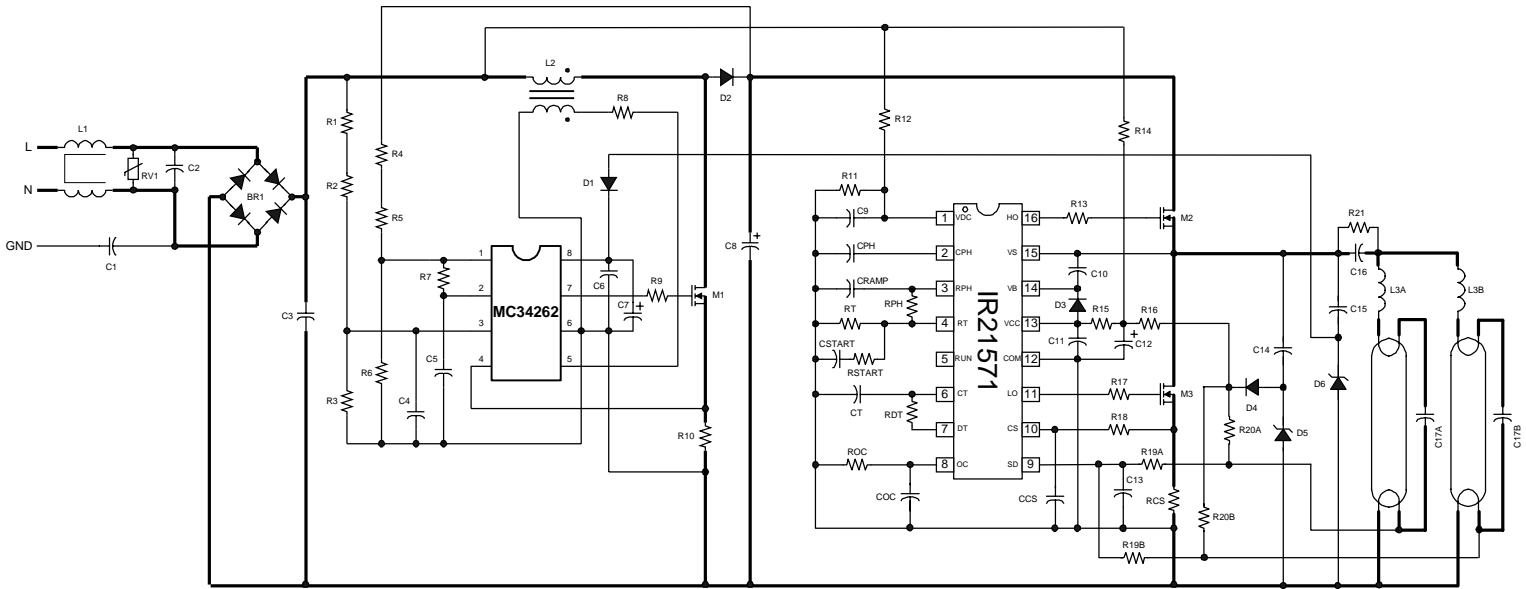 L2
R8
D2
R1
L1
R12
R14
L
R4
C2
RV1
R2
D1
R11
N
BR1
R5
R13
M2
R21
C9
1 VDC
HO 16
GND
C1
C8 +
CPH
2 CPH
VS 15
C10
C16
1
8
R7
C6
CRAMP
3 RPH
VB 14
D3
L3A
L3B
2
7
R9
M1
RPH
MC34262
C7 +
IR21571
R15
R16
C15
C3
3
6
RT
4 RT
VCC 13
+
C12
CSTART
RSTART
5 RUN
C11
COM 12
C14
4
5
C5
R6
D6
R3
C4
CT
6 CT
LO 11
R17
M3
D4
RDT
R18
R20A
D5
C17A
C17B
7 DT
CS 10
R10
ROC
8 OC
SD 9
R19A
C13
COC
CCS
RCS
R20B
R19B